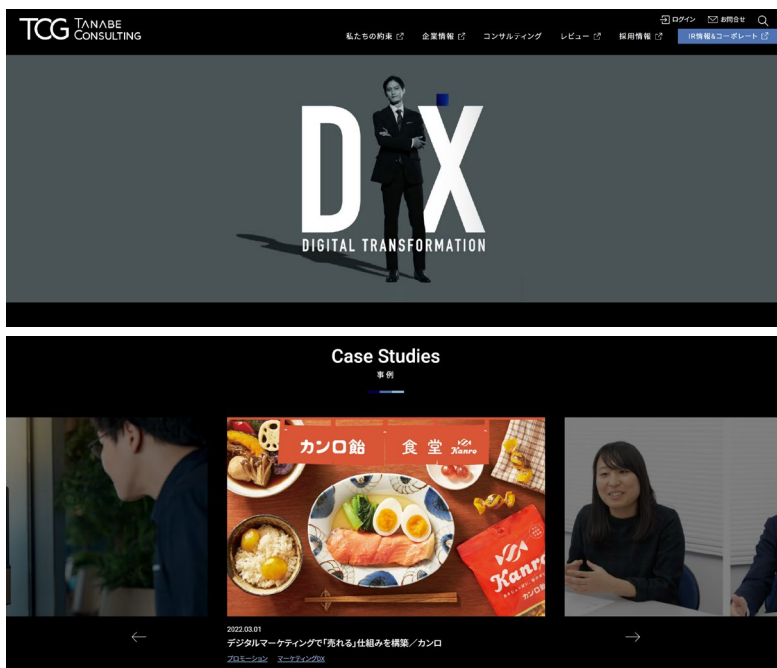 TCG TANABE CONSULTING
ログイン お問合せ
私たちの約束 企業情報 コンサルティング レビュー 採用情報 IR情報&コーポレート
DX
DIGITAL TRANSFORMATION
Case Studies
事例
カンロ飴 食堂 Kanro
Kanro
カンロ飴
2022.03.01
デジタルマーケティングで「売れる」仕組みを構築／カンロ
プロモーション マーケティングDX